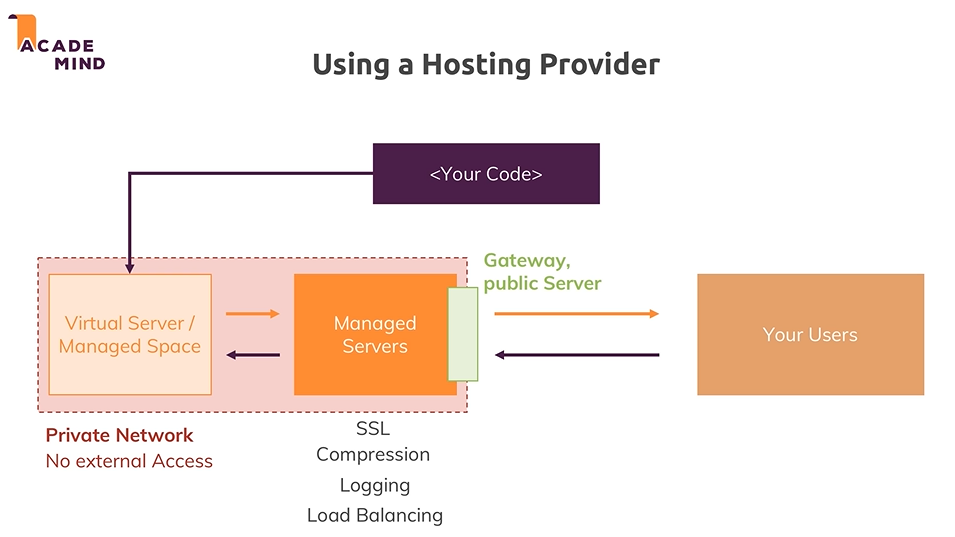 ACADE
MIND
Using a Hosting Provider
<Your Code>
Gateway,
public Server
Virtual Server /
Managed Space
Managed
Servers
Your Users
Private Network
No external Access
SSL
Compression
Logging
Load Balancing